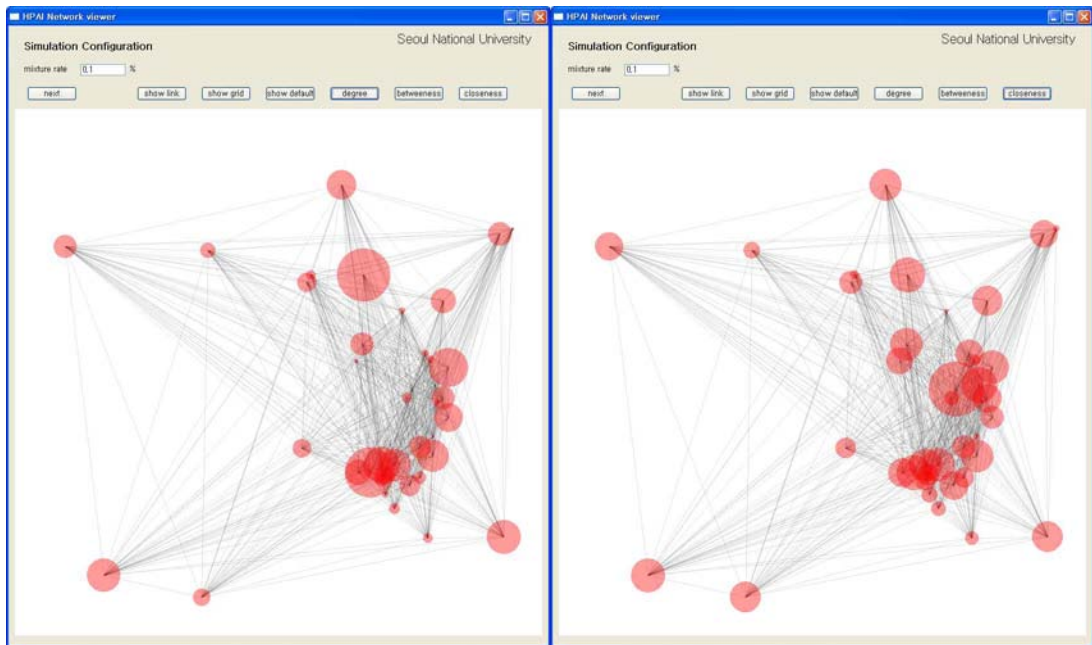 HPAI Network viewer
Seoul National University
Simulation Configuration
mixture rate 0,1 %
next show link show grid show default degree betweeness closeness
HPAI Network viewer
Seoul National University
Simulation Configuration
mixture rate 0,1 %
next show link show grid show default degree betweeness closeness